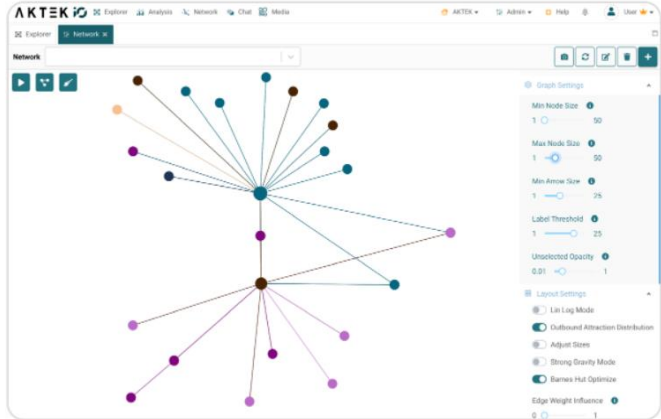 AKTEK iO Explorer Analysis Network Chat Media AKTEK Admin Help User
Explorer Network ×
Network
Graph Settings
Min Node Size
1 50
Max Node Size
1 50
Min Arrow Size
1 25
Label Threshold
1 25
Unselected Opacity
0.01 1
Layout Settings
Lin Log Mode
Outbound Attraction Distribution
Adjust Sizes
Strong Gravity Mode
Barnes Hut Optimize
Edge Weight Influence
0